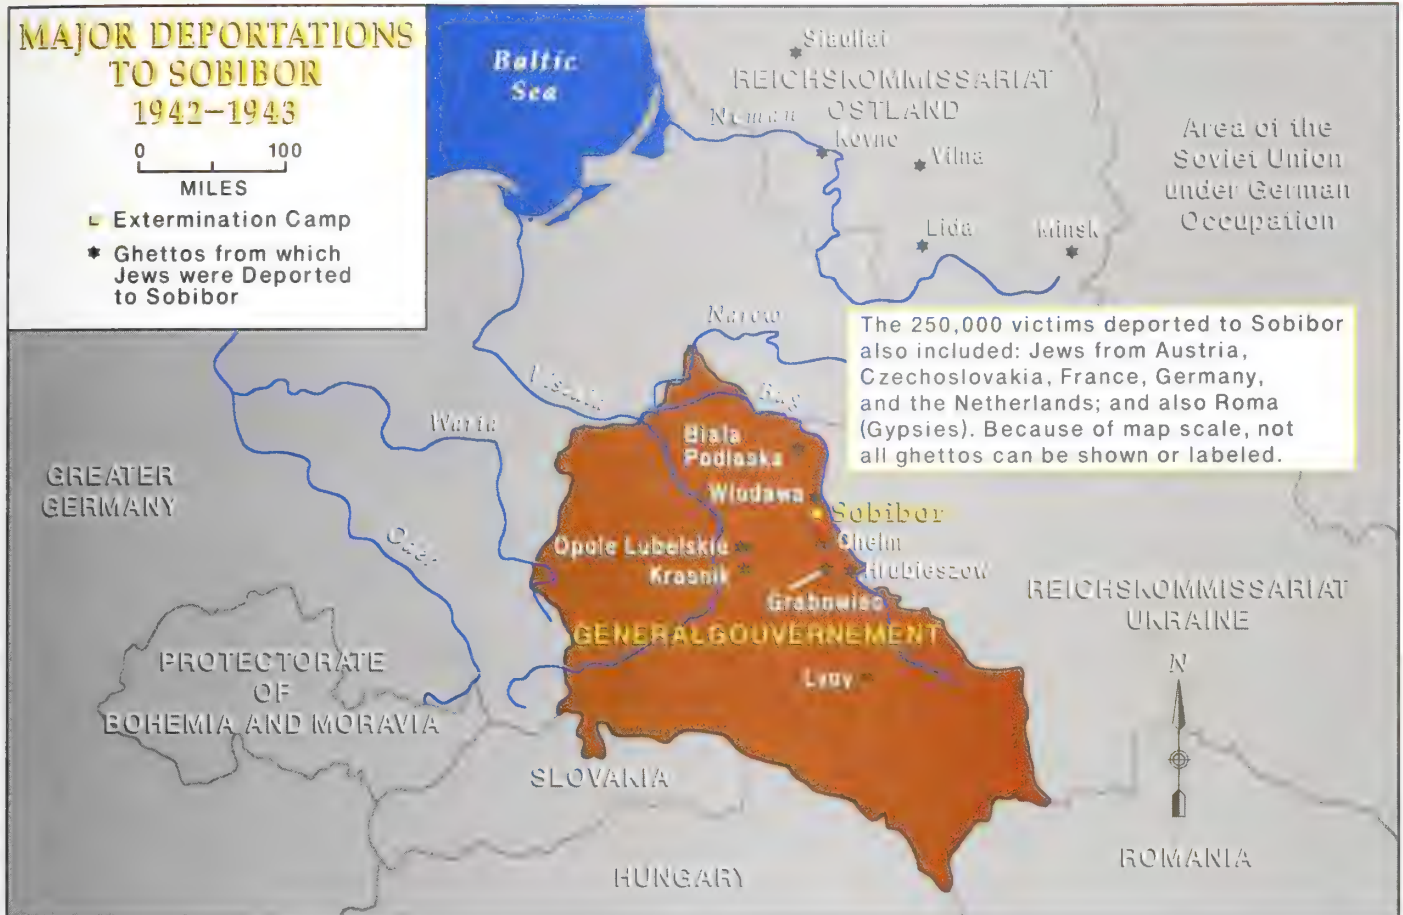 MAJOR DEPORTATIONS
TO SOBIBOR
1942–1943
0 100
MILES
Extermination Camp
Ghettos from which
Jews were Deported
to Sobibor
Baltic
Sea
Siauliai
REICHSKOMMISSARIAT
OSTLAND
Neman
Kovno
Vilna
Lida
Minsk
Area of the
Soviet Union
under German
Occupation
The 250,000 victims deported to Sobibor
also included: Jews from Austria,
Czechoslovakia, France, Germany,
and the Netherlands; and also Roma
(Gypsies). Because of map scale, not
all ghettos can be shown or labeled.
Narew
Vistula
Bug
Warta
Oder
GREATER
GERMANY
Biala
Podlaska
Wlodawa
Sobibor
Chelm
Opole Lubelskie
Krasnik
Hrubieszow
Grabowiec
GENERALGOUVERNEMENT
Lvov
REICHSKOMMISSARIAT
UKRAINE
N
PROTECTORATE
OF
BOHEMIA AND MORAVIA
SLOVAKIA
HUNGARY
ROMANIA